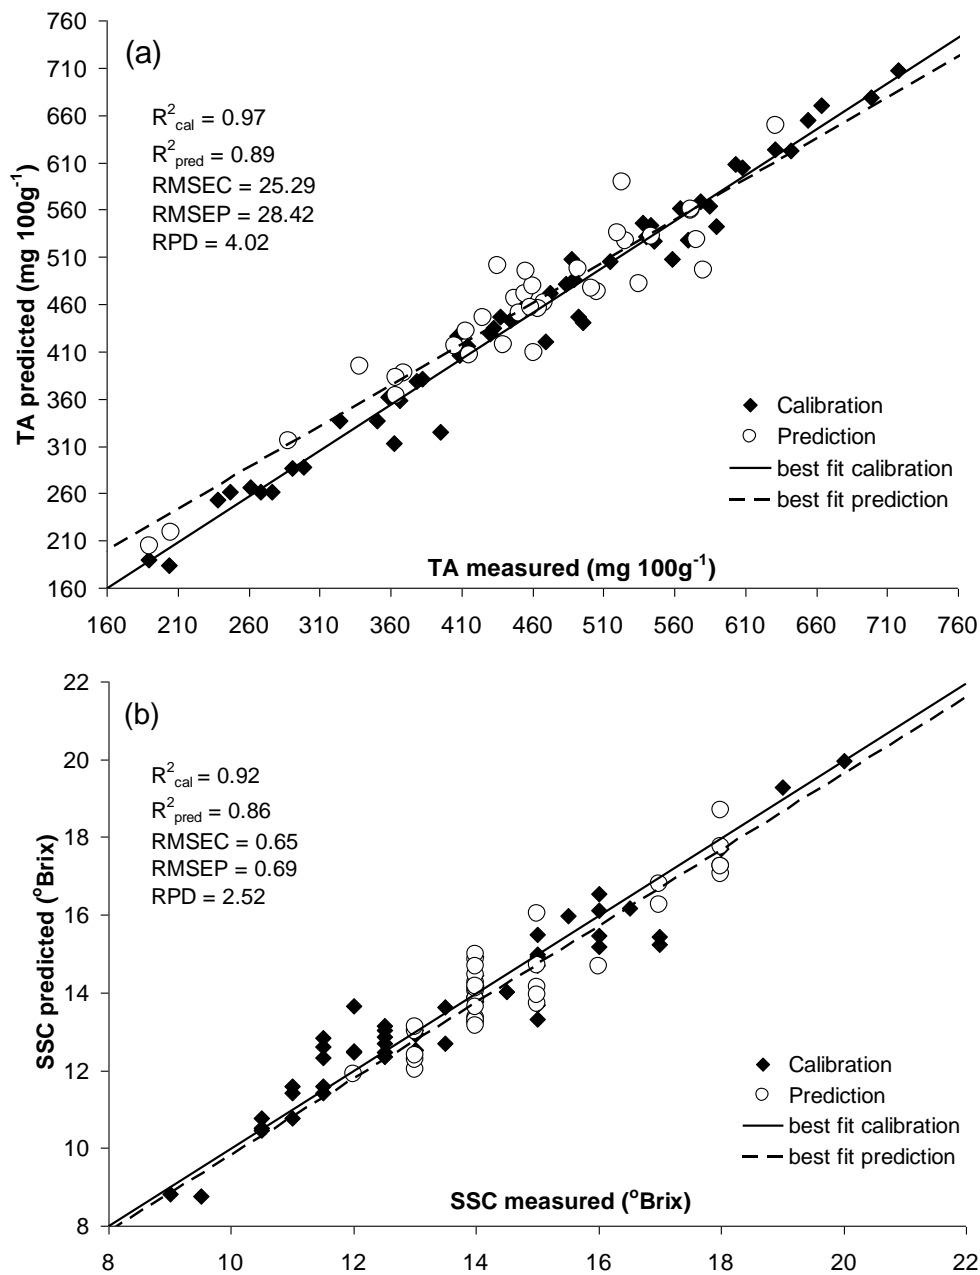 760
710
660
610
560
510
460
410
360
310
260
210
160
TA predicted (mg 100g⁻¹)
(a)
R²cal = 0.97
R²pred = 0.89
RMSEC = 25.29
RMSEP = 28.42
RPD = 4.02
Calibration
Prediction
best fit calibration
best fit prediction
TA measured (mg 100g⁻¹)
160 210 260 310 360 410 460 510 560 610 660 710 760
22
20
18
16
14
12
10
8
SSC predicted (°Brix)
(b)
R²cal = 0.92
R²pred = 0.86
RMSEC = 0.65
RMSEP = 0.69
RPD = 2.52
Calibration
Prediction
best fit calibration
best fit prediction
SSC measured (°Brix)
8 10 12 14 16 18 20 22